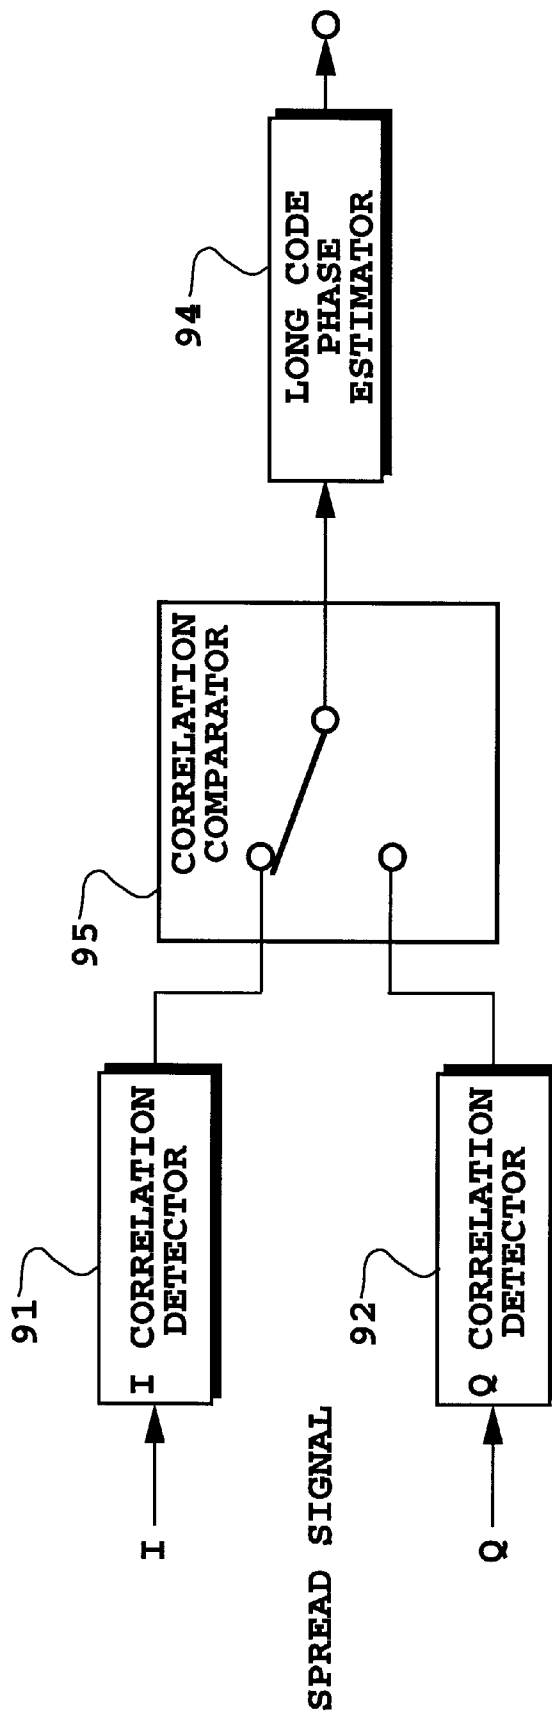 SPREAD SIGNAL
I
Q
91
I CORRELATION
DETECTOR
92
Q CORRELATION
DETECTOR
95
CORRELATION
COMPARATOR
94
LONG CODE
PHASE
ESTIMATOR